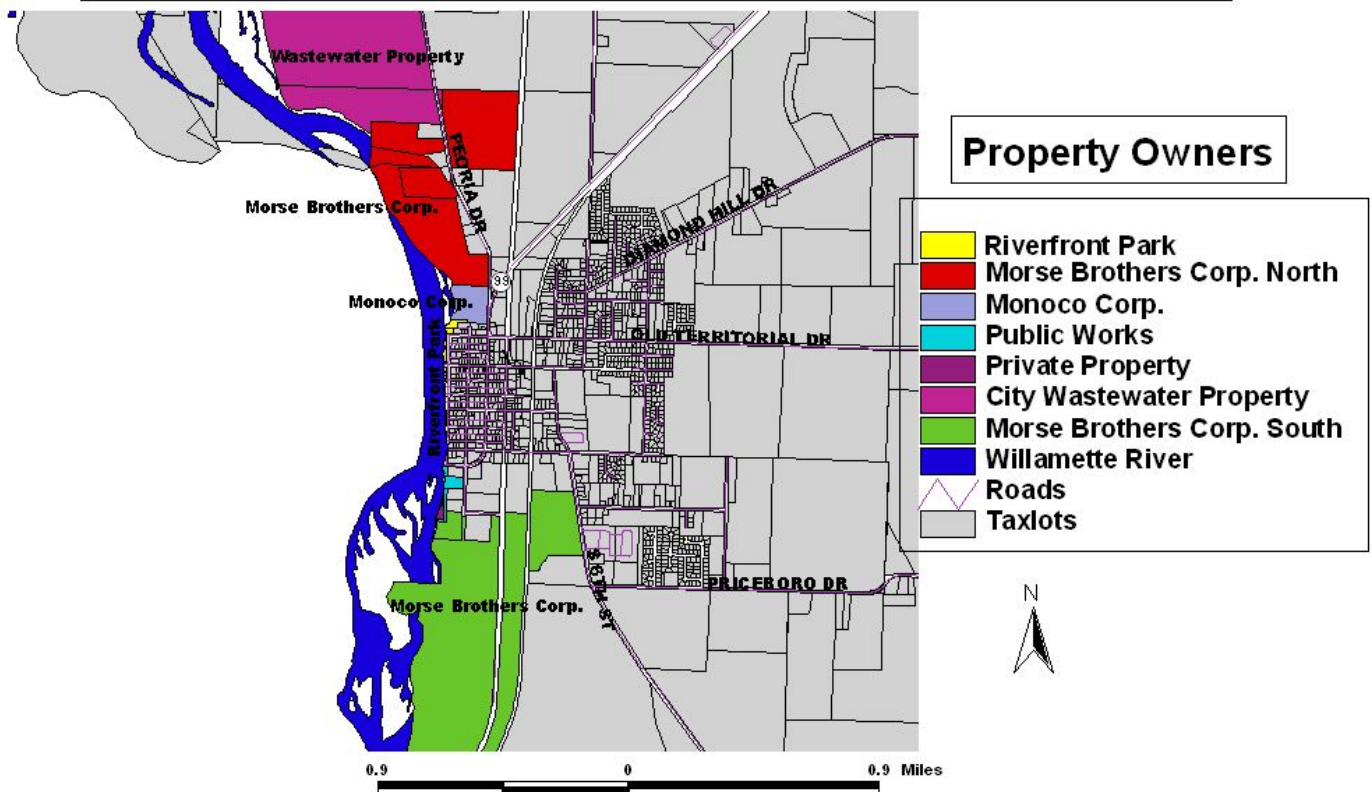 Wastewater Property
PEORIA DR
Morse Brothers Corp.
DIAMOND HILL DR
99
Monoco Corp.
OLD TERRITORIAL DR
Riverfront Park
Morse Brothers Corp.
S 6TH ST
PRICEBORO DR
Property Owners
Riverfront Park
Morse Brothers Corp. North
Monoco Corp.
Public Works
Private Property
City Wastewater Property
Morse Brothers Corp. South
Willamette River
Roads
Taxlots
N
0.9 0 0.9 Miles